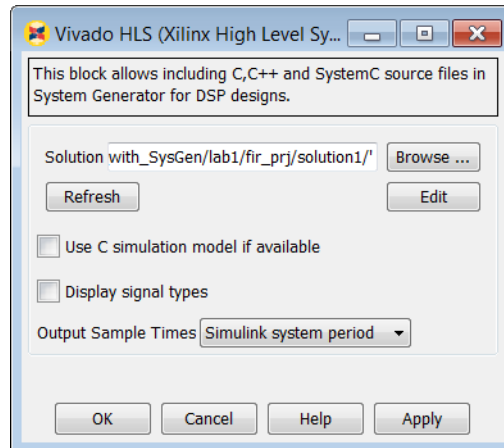 Vivado HLS (Xilinx High Level Sy...
This block allows including C,C++ and SystemC source files in
System Generator for DSP designs.
Solution with_SysGen/lab1/fir_prj/solution1/' Browse ...
Refresh Edit
Use C simulation model if available
Display signal types
Output Sample Times Simulink system period
OK Cancel Help Apply